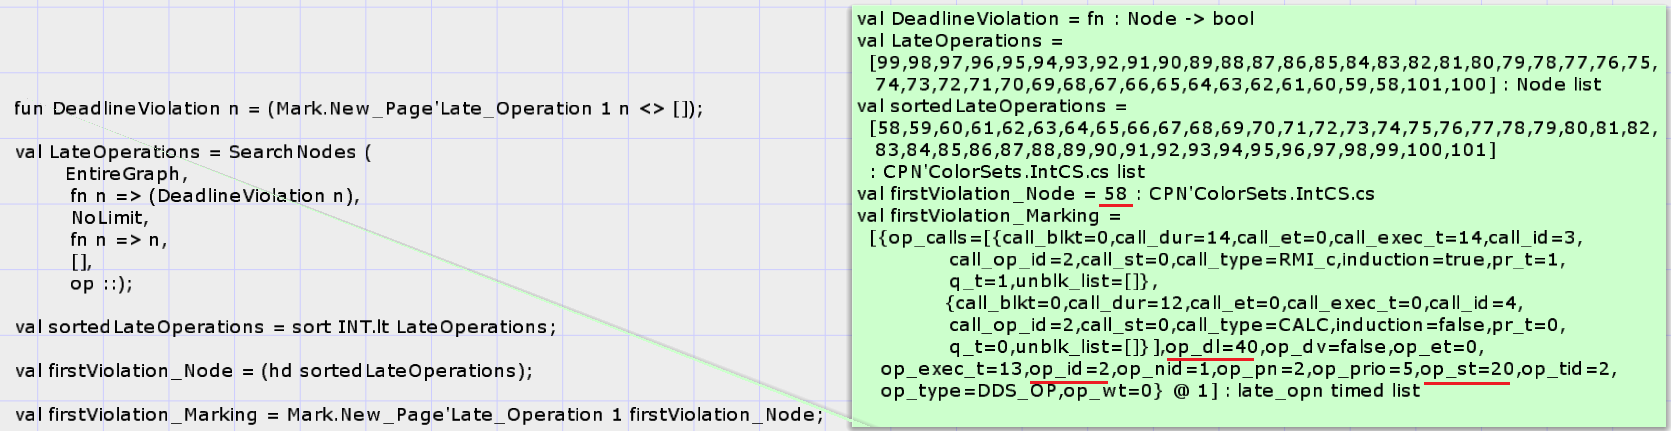 fun DeadlineViolation n = (Mark.New_Page'Late_Operation 1 n <> []);
val LateOperations = SearchNodes (
EntireGraph,
fn n => (DeadlineViolation n),
NoLimit,
fn n => n,
[],
op ::);
val sortedLateOperations = sort INT.lt LateOperations;
val firstViolation_Node = (hd sortedLateOperations);
val firstViolation_Marking = Mark.New_Page'Late_Operation 1 firstViolation_Node;
val DeadlineViolation = fn : Node -> bool
val LateOperations =
[99,98,97,96,95,94,93,92,91,90,89,88,87,86,85,84,83,82,81,80,79,78,77,76,75,
74,73,72,71,70,69,68,67,66,65,64,63,62,61,60,59,58,101,100] : Node list
val sortedLateOperations =
[58,59,60,61,62,63,64,65,66,67,68,69,70,71,72,73,74,75,76,77,78,79,80,81,82,
83,84,85,86,87,88,89,90,91,92,93,94,95,96,97,98,99,100,101]
: CPN'ColorSets.IntCS.cs list
val firstViolation_Node = 58 : CPN'ColorSets.IntCS.cs
val firstViolation_Marking =
[{op_calls=[{call_blkt=0,call_dur=14,call_et=0,call_exec_t=14,call_id=3,
call_op_id=2,call_st=0,call_type=RMI_c,induction=true,pr_t=1,
q_t=1,unblk_list=[]},
{call_blkt=0,call_dur=12,call_et=0,call_exec_t=0,call_id=4,
call_op_id=2,call_st=0,call_type=CALC,induction=false,pr_t=0,
q_t=0,unblk_list=[]}],op_dl=40,op_dv=false,op_et=0,
op_exec_t=13,op_id=2,op_nid=1,op_pn=2,op_prio=5,op_st=20,op_tid=2,
op_type=DDS_OP,op_wt=0} @ 1] : late_opn timed list